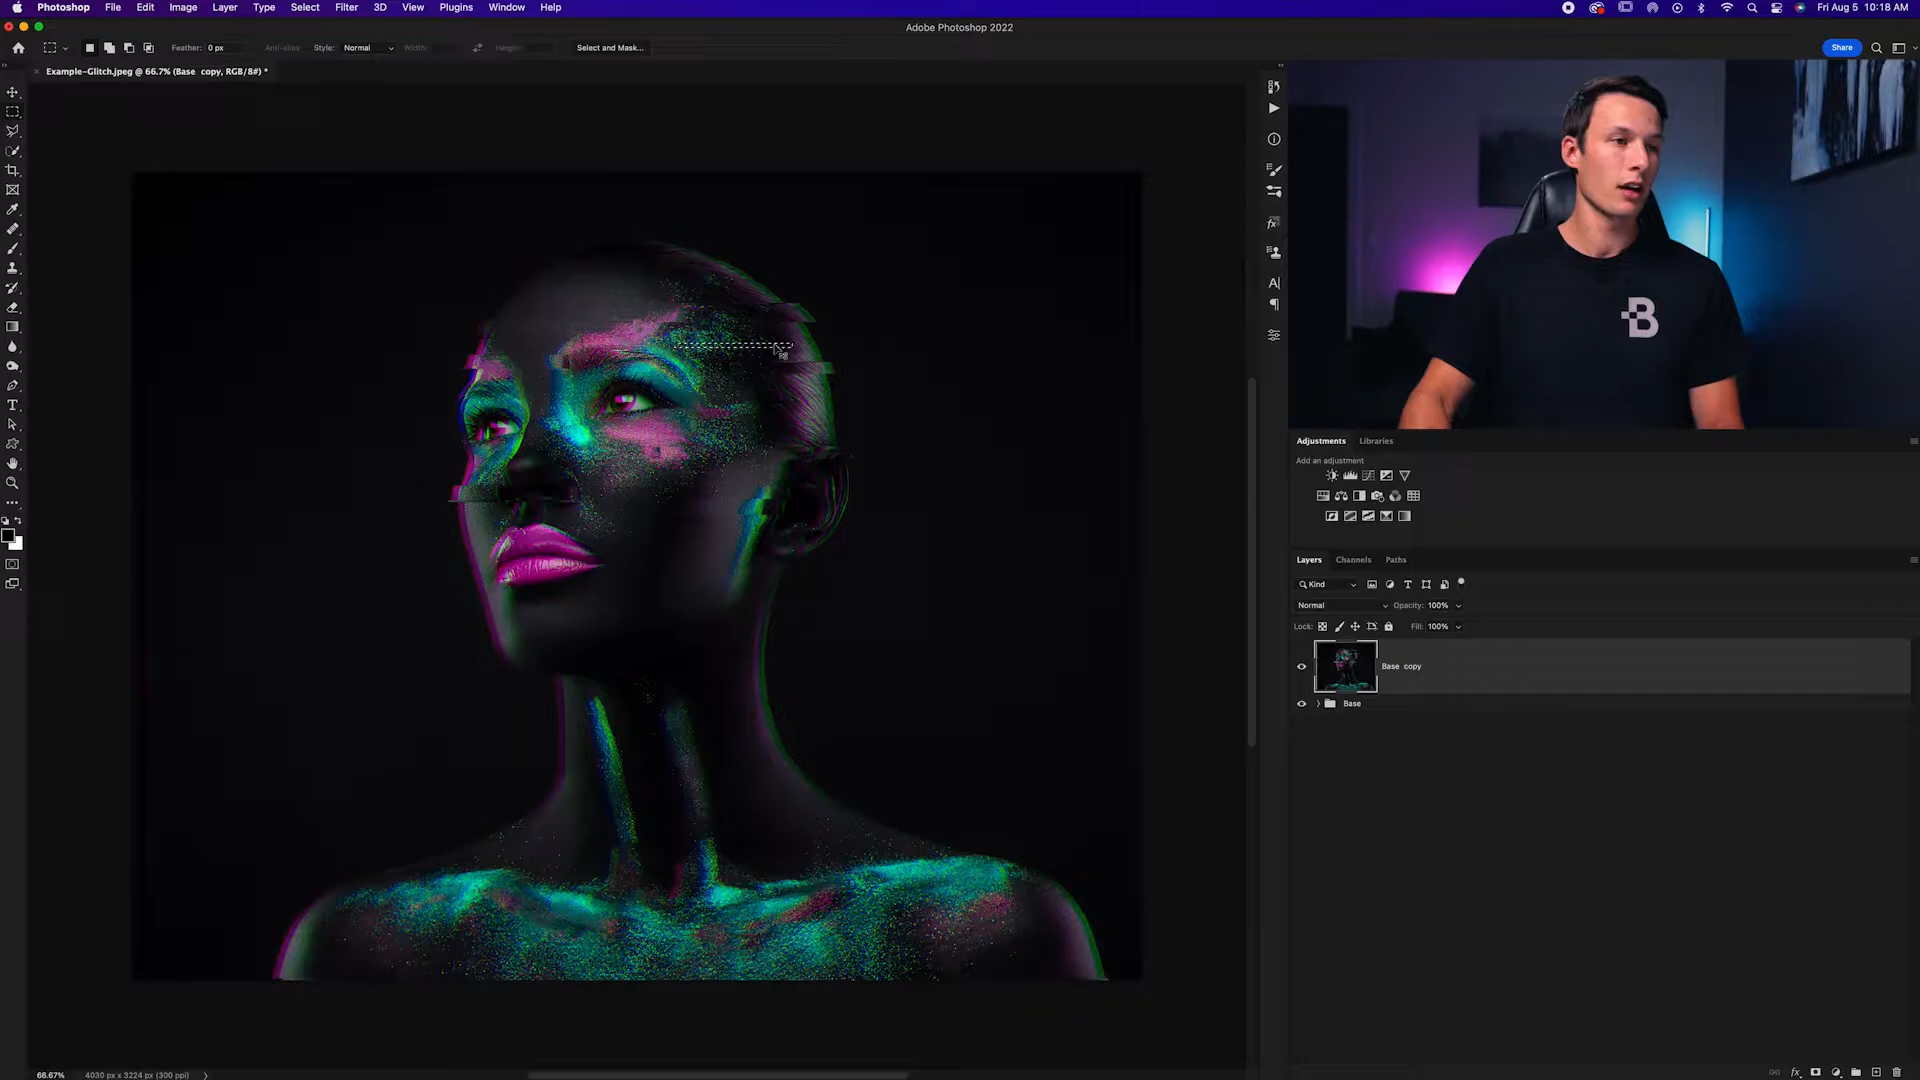 Photoshop File Edit Image Layer Type Select Filter 3D View Plugins Window Help Fri Aug 5 10:18 AM
Adobe Photoshop 2022
Feather: 0 px Anti-alias Style: Normal Width: Height: Select and Mask... Share
Example-Glitch.jpeg @ 66.7% (Base copy, RGB/8#) *
B
Adjustments Libraries
Add an adjustment
Layers Channels Paths
Kind
Normal Opacity: 100%
Lock: Fill: 100%
Base copy
Base
66.67% 4030 px x 3224 px (300 ppi)